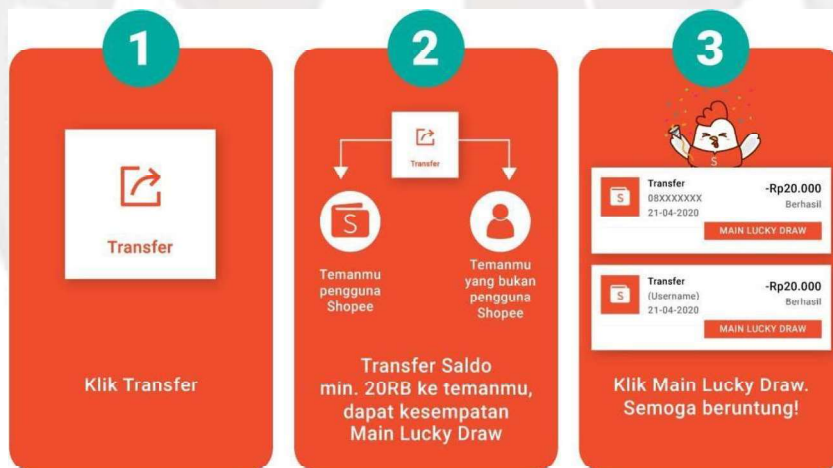 1
Transfer
Klik Transfer
2
Transfer
S
Temanmu
pengguna
Shopee
Temanmu
yang bukan
pengguna
Shopee
Transfer Saldo
min. 20RB ke temanmu,
dapat kesempatan
Main Lucky Draw
3
S
S
Transfer
08XXXXXXX
21-04-2020
-Rp20.000
Berhasil
MAIN LUCKY DRAW
S
Transfer
(Username)
21-04-2020
-Rp20.000
Berhasil
MAIN LUCKY DRAW
Klik Main Lucky Draw.
Semoga beruntung!